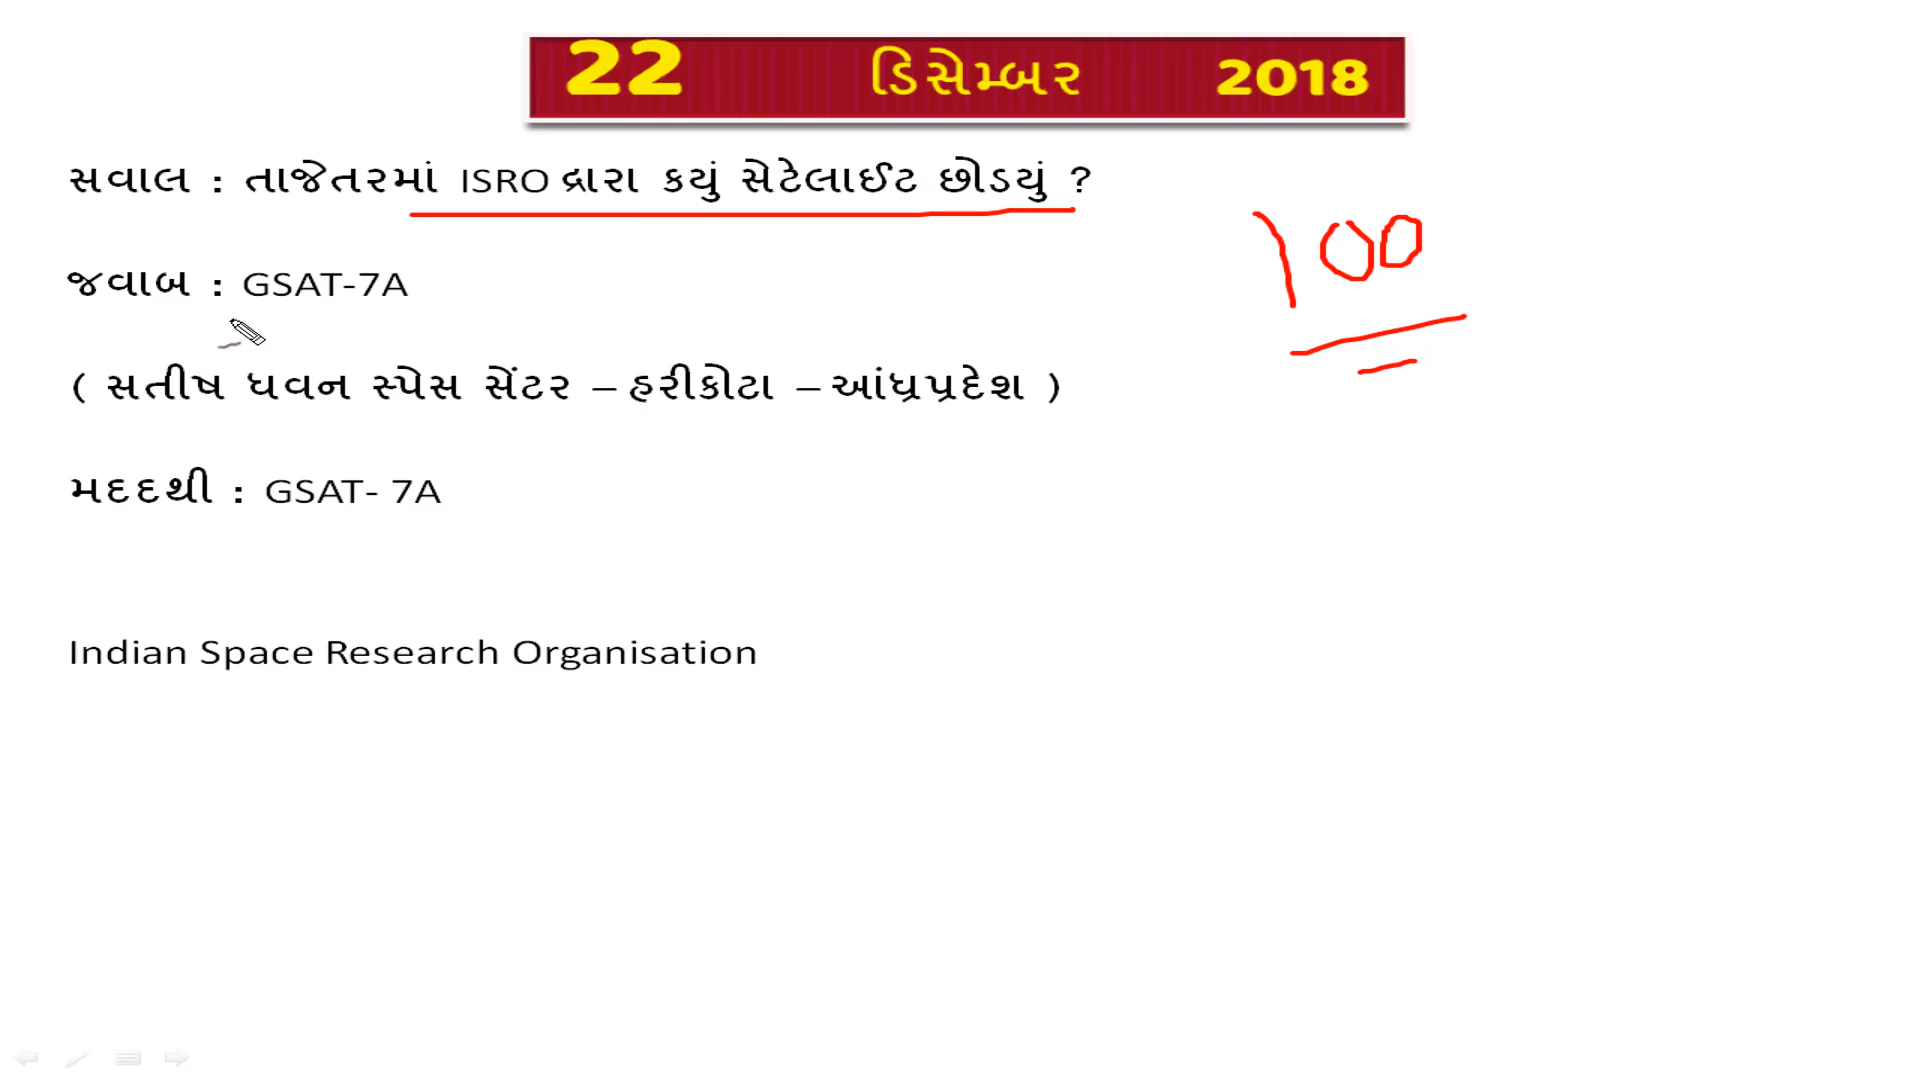 22 ડિસેમ્બર 2018
સવાલ : તાજેતરમાં ISRO દ્રારા કયું સેટેલાઈટ છોડયું ?
૧૦૦
જવાબ : GSAT-7A
( સતીષ ધવન સ્પેસ સેંટર – હરીકોટા – આંધ્રપ્રદેશ )
મદદથી : GSAT- 7A
Indian Space Research Organisation